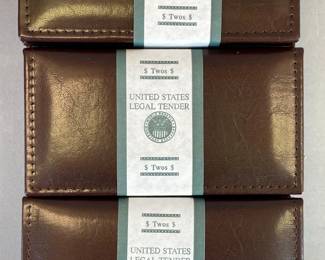 $ Twos $
$ Twos $
UNITED STATES
LEGAL TENDER
$ Twos $
$ Twos $
UNITED STATES
LEGAL TENDER